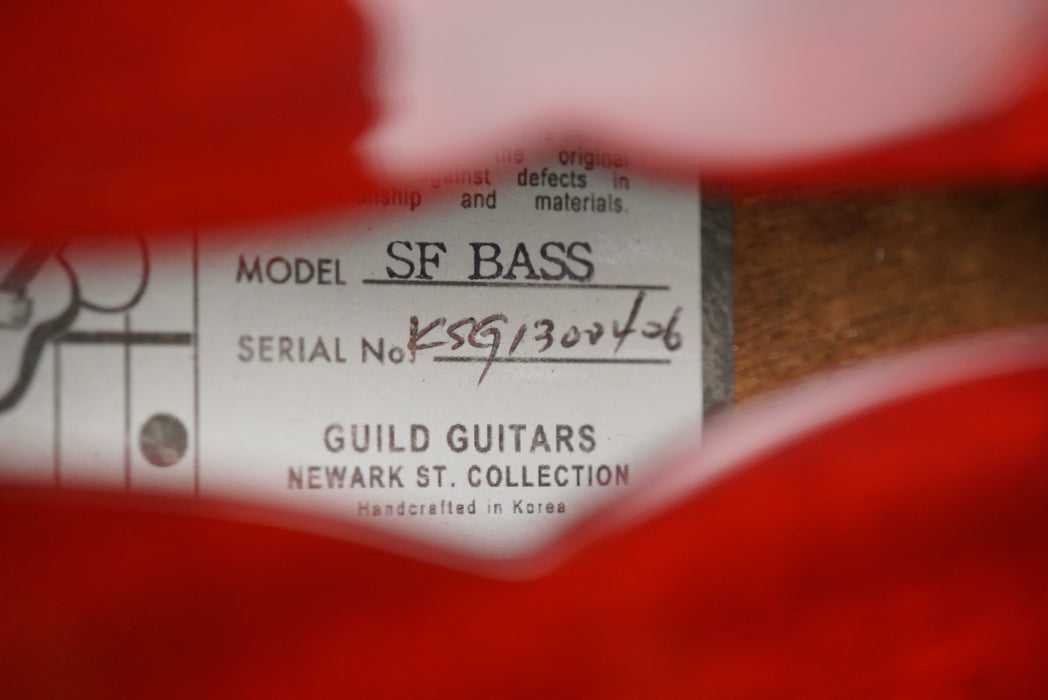 the original
against defects in
and materials.
MODEL SF BASS
SERIAL No. KSG1300406
GUILD GUITARS
NEWARK ST. COLLECTION
Handcrafted in Korea